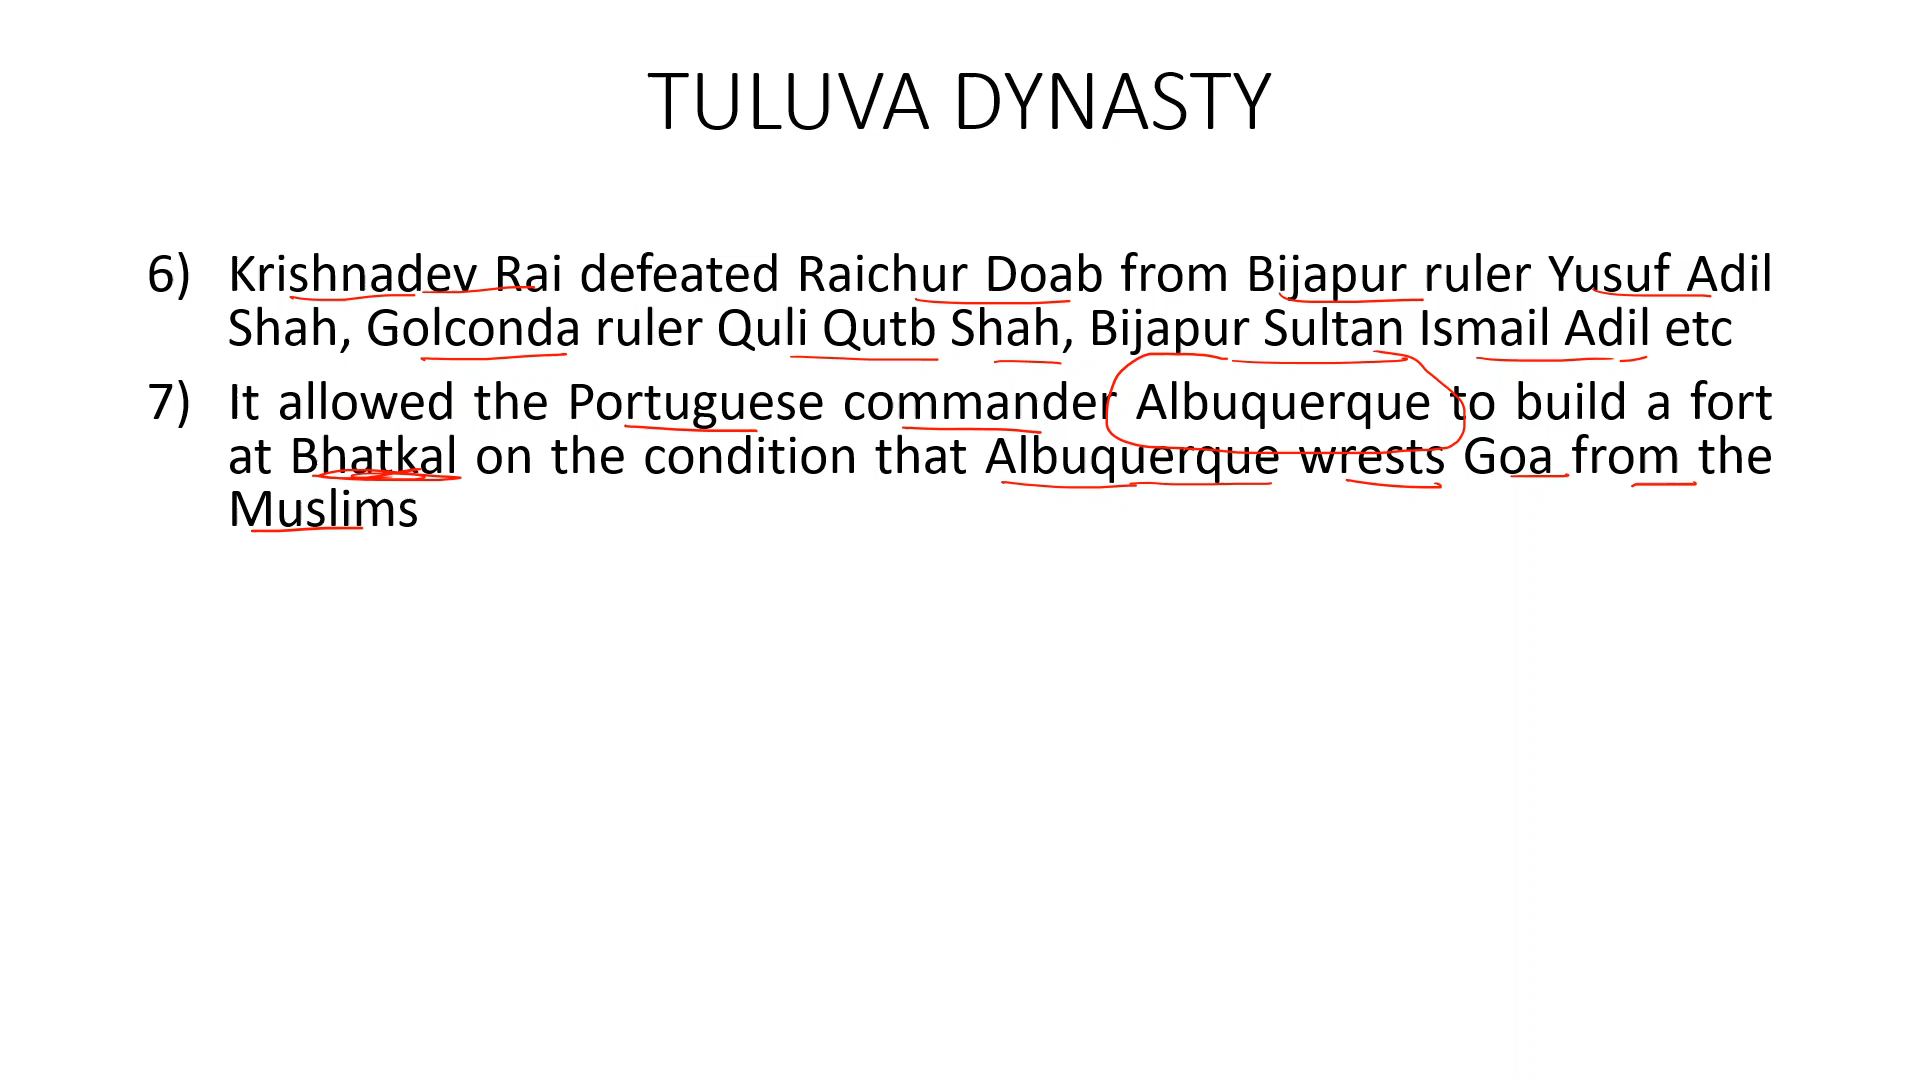 TULUVA DYNASTY
6) Krishnadev Rai defeated Raichur Doab from Bijapur ruler Yusuf Adil
Shah, Golconda ruler Quli Qutb Shah, Bijapur Sultan Ismail Adil etc
7) It allowed the Portuguese commander Albuquerque to build a fort
at Bhatkal on the condition that Albuquerque wrests Goa from the
Muslims